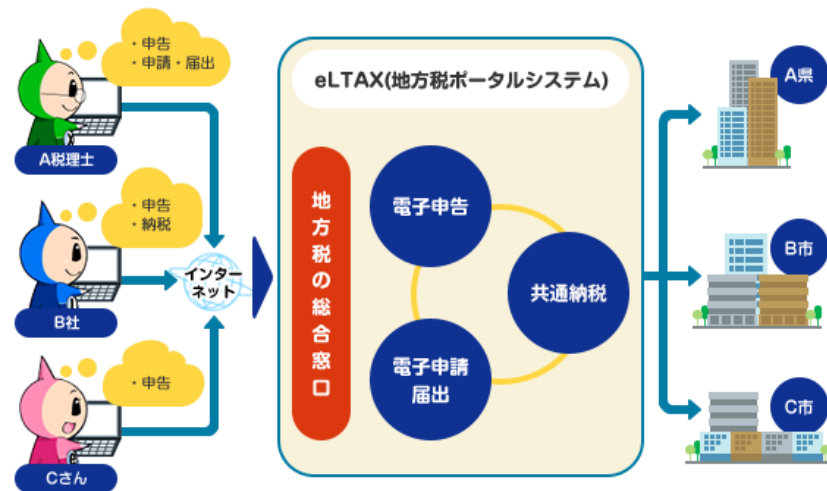 ・申告
・申請・届出
A税理士
・申告
・納税
B社
・申告
Cさん
インター
ネット
eLTAX(地方税ポータルシステム)
地方税の総合窓口
電子申告
共通納税
電子申請
届出
A県
B市
C市